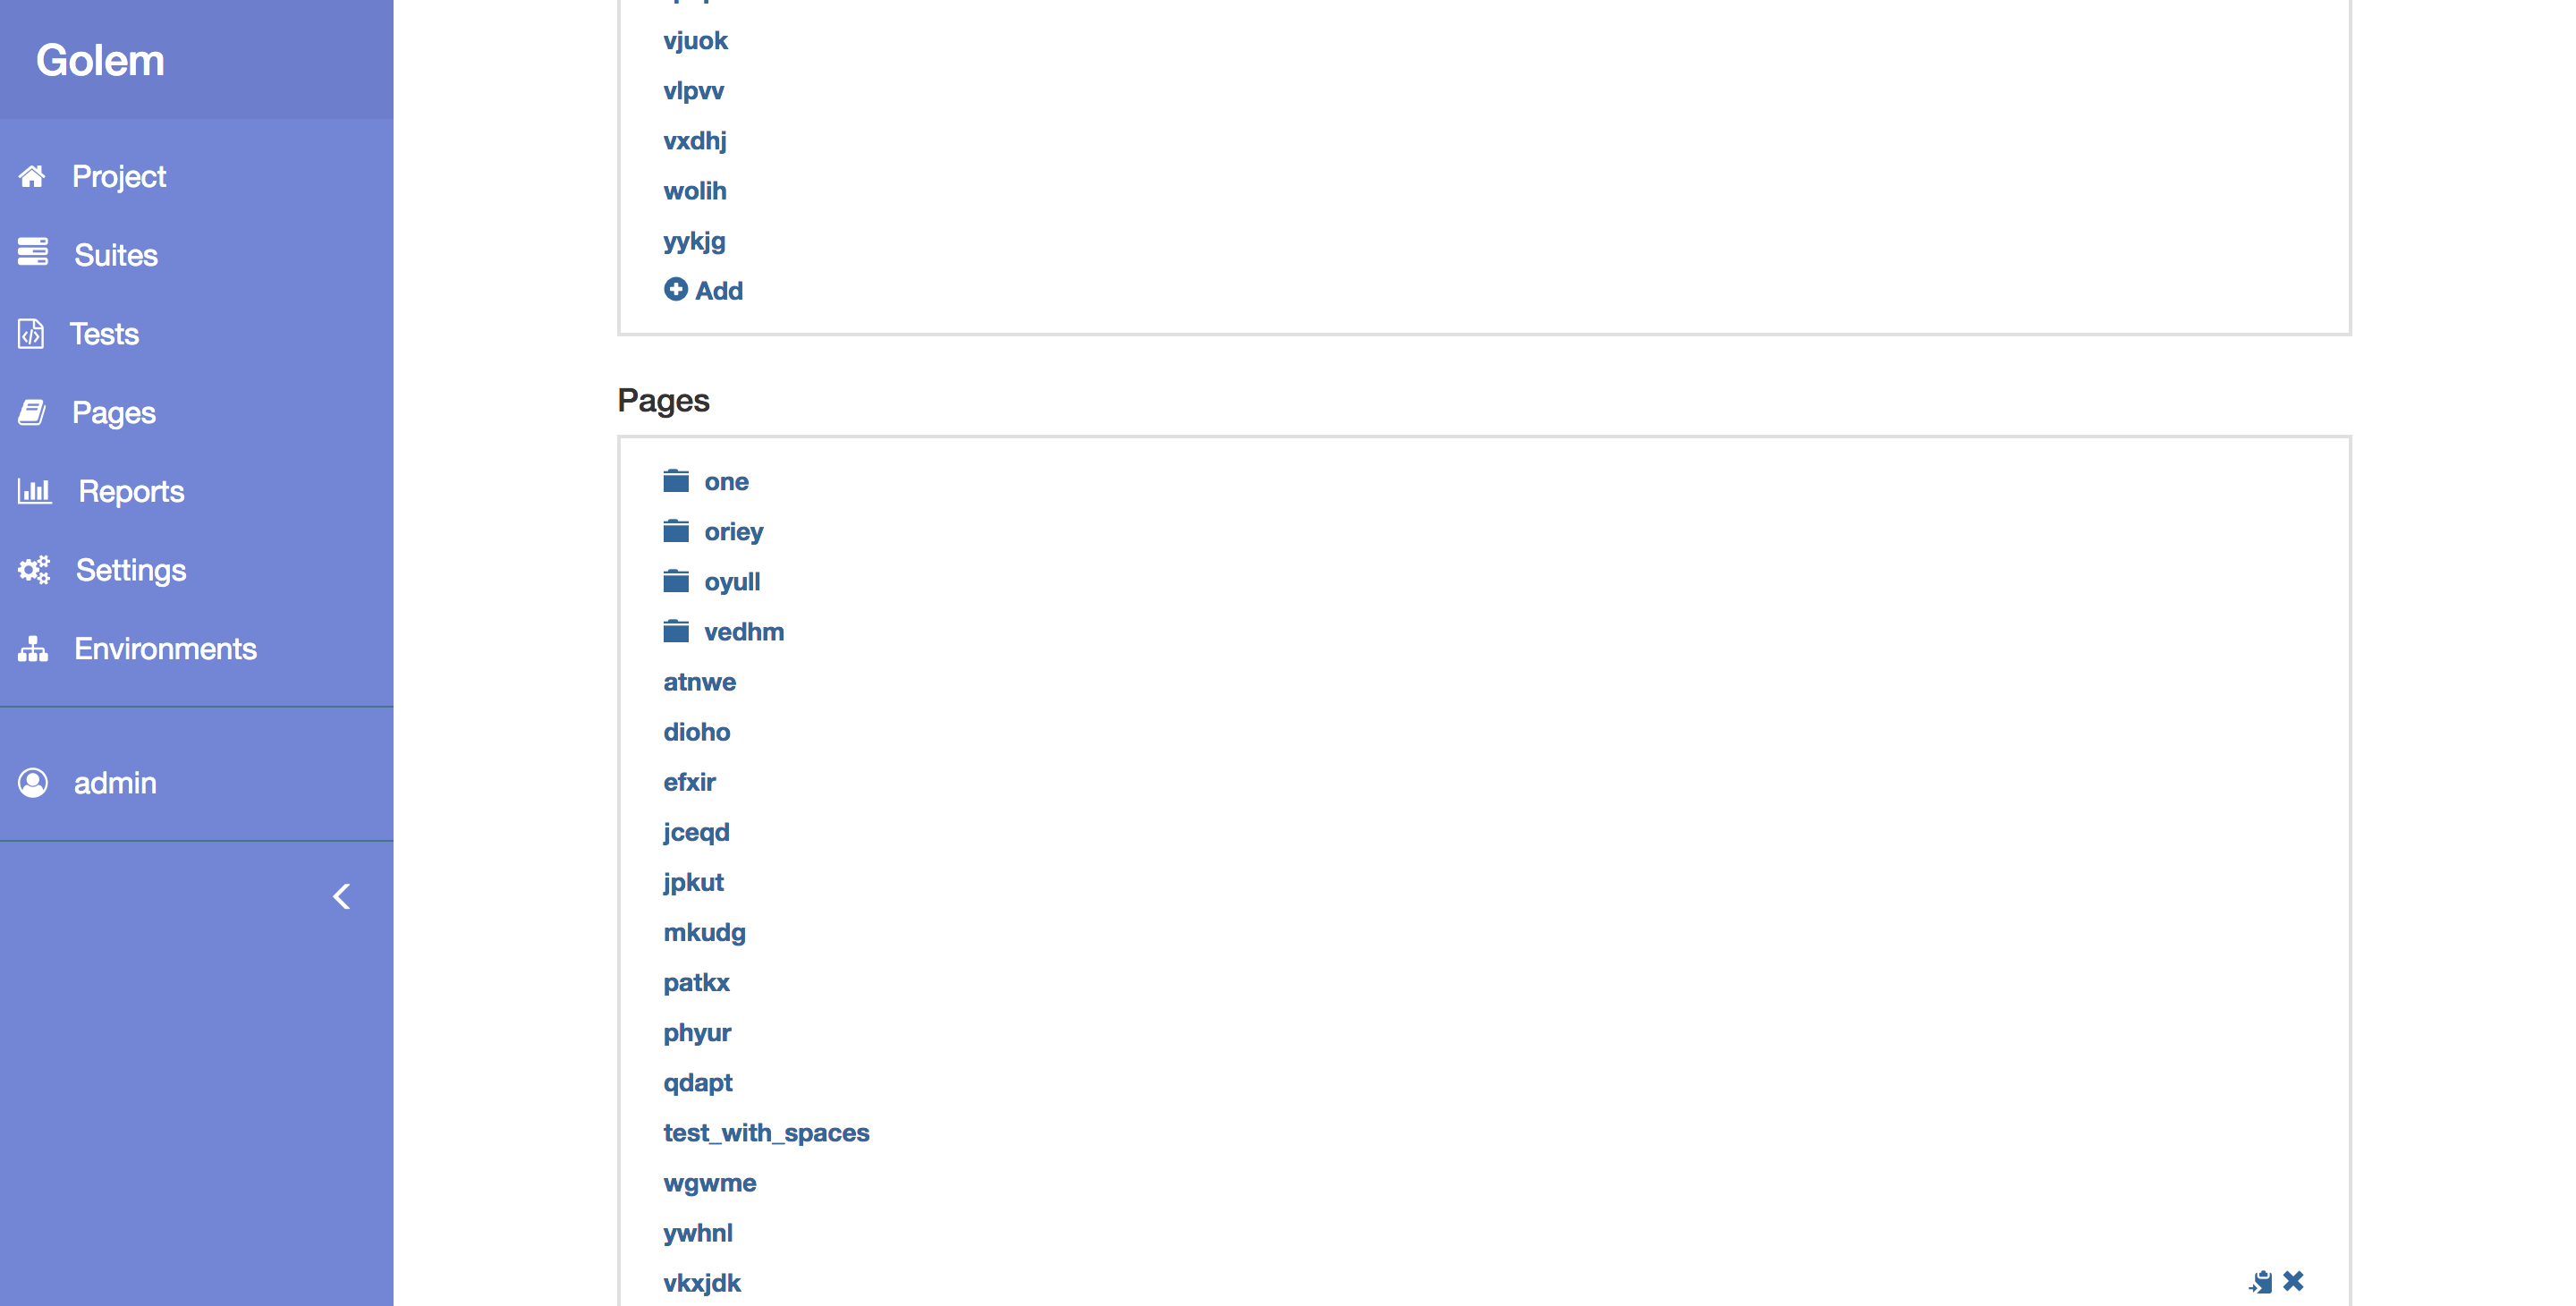 Golem
Project
Suites
Tests
Pages
Reports
Settings
Environments
admin
vjuok
vlpvv
vxdhj
wolih
yykjg
Add
Pages
one
oriey
oyull
vedhm
atnwe
dioho
efxir
jceqd
jpkut
mkudg
patkx
phyur
qdapt
test_with_spaces
wgwme
ywhnl
vkxjdk